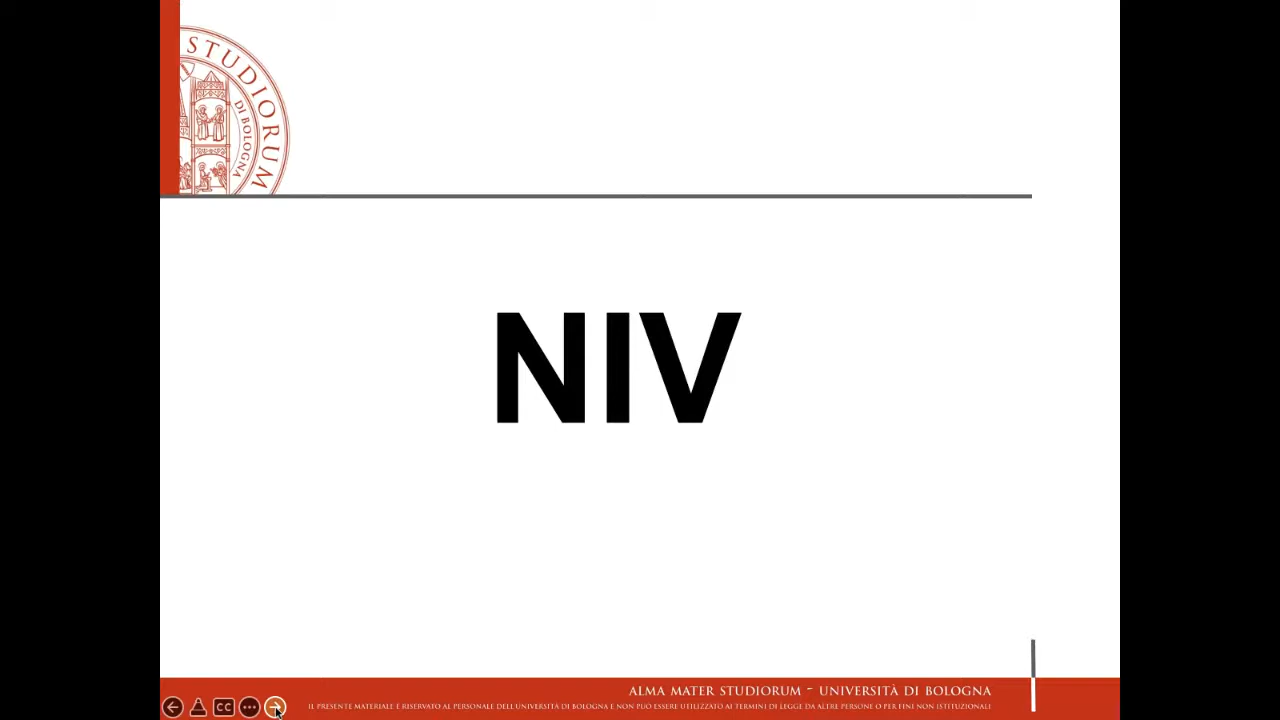 STUDIORUM
DI BOLOGNA
NIV
ALMA MATER STUDIORUM - UNIVERSITÀ DI BOLOGNA
CC
IL PRESENTE MATERIALE È RISERVATO AL PERSONALE DELL'UNIVERSITÀ DI BOLOGNA E NON PUÒ ESSERE UTILIZZATO AI TERMINI DI LEGGE DA ALTRE PERSONE O PER FINI NON ISTITUZIONALI